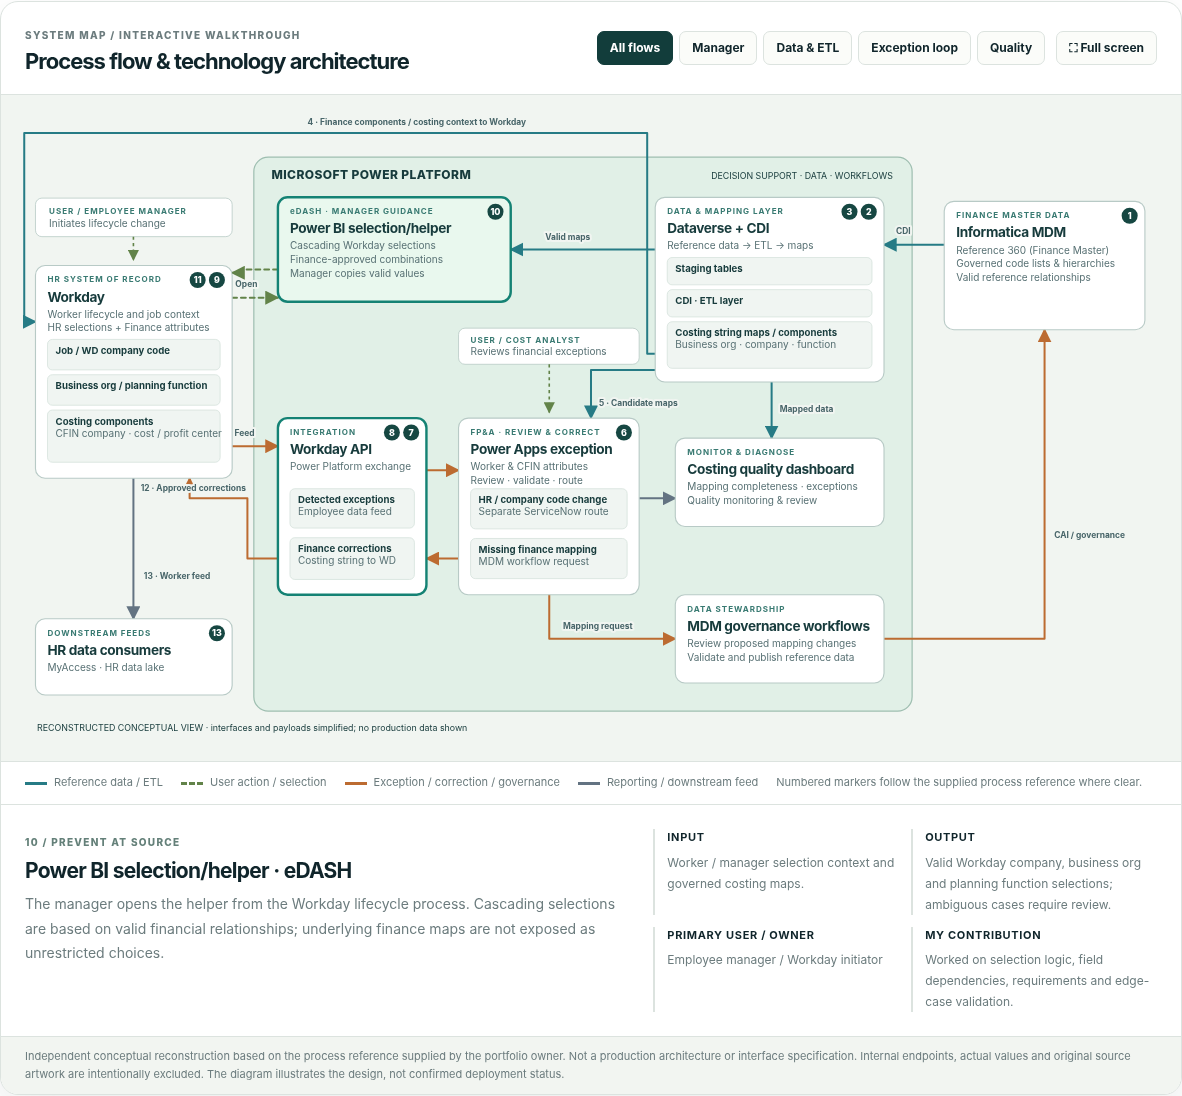 SYSTEM MAP / INTERACTIVE WALKTHROUGH
Process flow & technology architecture
All flows
Manager
Data & ETL
Exception loop
Quality
Full screen
4 · Finance components / costing context to Workday
MICROSOFT POWER PLATFORM
DECISION SUPPORT · DATA · WORKFLOWS
USER / EMPLOYEE MANAGER
Initiates lifecycle change
HR SYSTEM OF RECORD
11
9
Workday
Worker lifecycle and job context
HR selections + Finance attributes
Job / WD company code
Business org / planning function
Costing components
CFIN company · cost / profit center
Open
Feed
eDASH · MANAGER GUIDANCE
10
Power BI selection/helper
Cascading Workday selections
Finance-approved combinations
Manager copies valid values
Valid maps
DATA & MAPPING LAYER
3
2
Dataverse + CDI
Reference data → ETL → maps
Staging tables
CDI · ETL layer
Costing string maps / components
Business org · company · function
CDI
FINANCE MASTER DATA
1
Informatica MDM
Reference 360 (Finance Master)
Governed code lists & hierarchies
Valid reference relationships
USER / COST ANALYST
Reviews financial exceptions
5 · Candidate maps
Mapped data
INTEGRATION
8
7
Workday API
Power Platform exchange
Detected exceptions
Employee data feed
Finance corrections
Costing string to WD
FP&A · REVIEW & CORRECT
6
Power Apps exception
Worker & CFIN attributes
Review · validate · route
HR / company code change
Separate ServiceNow route
Missing finance mapping
MDM workflow request
MONITOR & DIAGNOSE
Costing quality dashboard
Mapping completeness · exceptions
Quality monitoring & review
12 · Approved corrections
CAI / governance
13 · Worker feed
Mapping request
DATA STEWARDSHIP
MDM governance workflows
Review proposed mapping changes
Validate and publish reference data
DOWNSTREAM FEEDS
13
HR data consumers
MyAccess · HR data lake
RECONSTRUCTED CONCEPTUAL VIEW · interfaces and payloads simplified; no production data shown
Reference data / ETL
User action / selection
Exception / correction / governance
Reporting / downstream feed
Numbered markers follow the supplied process reference where clear.
10 / PREVENT AT SOURCE
Power BI selection/helper · eDASH
The manager opens the helper from the Workday lifecycle process. Cascading selections
are based on valid financial relationships; underlying finance maps are not exposed as
unrestricted choices.
INPUT
Worker / manager selection context and
governed costing maps.
OUTPUT
Valid Workday company, business org
and planning function selections;
ambiguous cases require review.
PRIMARY USER / OWNER
Employee manager / Workday initiator
MY CONTRIBUTION
Worked on selection logic, field
dependencies, requirements and edge-
case validation.
Independent conceptual reconstruction based on the process reference supplied by the portfolio owner. Not a production architecture or interface specification. Internal endpoints, actual values and original source
artwork are intentionally excluded. The diagram illustrates the design, not confirmed deployment status.